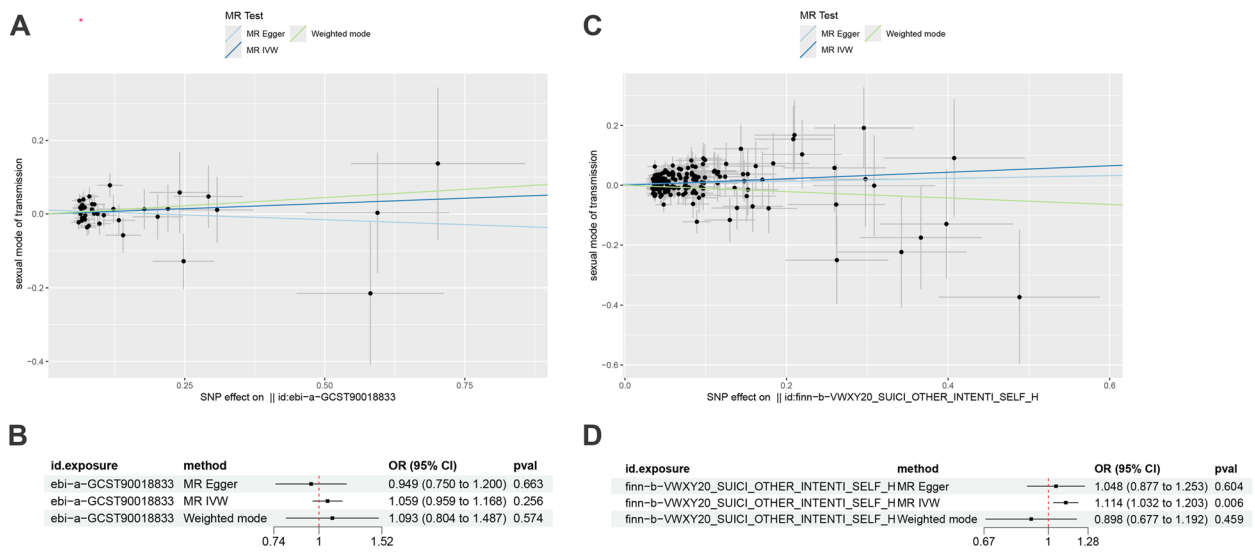 A
MR Test
MR Egger
Weighted mode
MR IVW
sexual mode of transmission
0.2
0.0
−0.2
−0.4
0.25
0.50
0.75
SNP effect on || id:ebi−a−GCST90018833
C
MR Test
MR Egger
Weighted mode
MR IVW
sexual mode of transmission
0.2
0.0
−0.2
−0.4
−0.6
0.0
0.2
0.4
0.6
SNP effect on || id:finn−b−VWXY20_SUICI_OTHER_INTENTI_SELF_H
B
id.exposure method OR (95% CI) pval
ebi−a−GCST90018833 MR Egger 0.949 (0.750 to 1.200) 0.663
ebi−a−GCST90018833 MR IVW 1.059 (0.959 to 1.168) 0.256
ebi−a−GCST90018833 Weighted mode 1.093 (0.804 to 1.487) 0.574
0.74 1 1.52
D
id.exposure method OR (95% CI) pval
finn−b−VWXY20_SUICI_OTHER_INTENTI_SELF_H MR Egger 1.048 (0.877 to 1.253) 0.604
finn−b−VWXY20_SUICI_OTHER_INTENTI_SELF_H MR IVW 1.114 (1.032 to 1.203) 0.006
finn−b−VWXY20_SUICI_OTHER_INTENTI_SELF_H Weighted mode 0.898 (0.677 to 1.192) 0.459
0.67 1 1.28